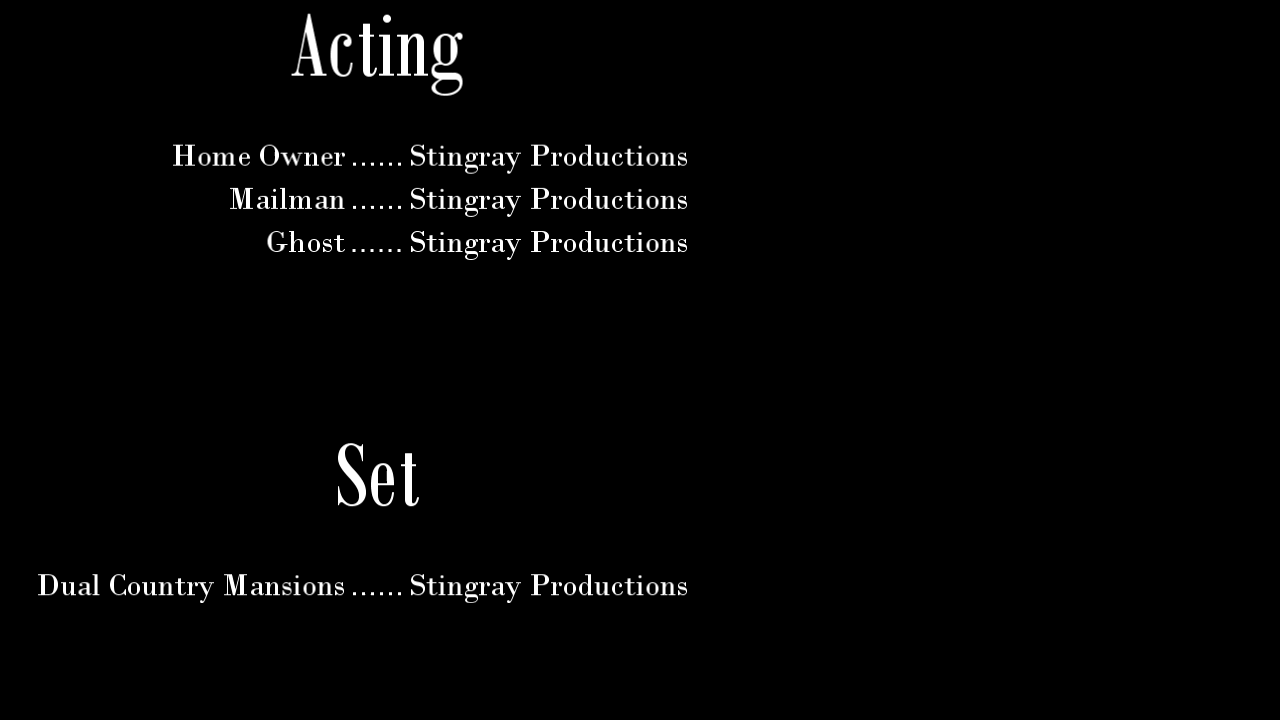 Acting
Home Owner ...... Stingray Productions
Mailman ...... Stingray Productions
Ghost ...... Stingray Productions
Set
Dual Country Mansions ...... Stingray Productions